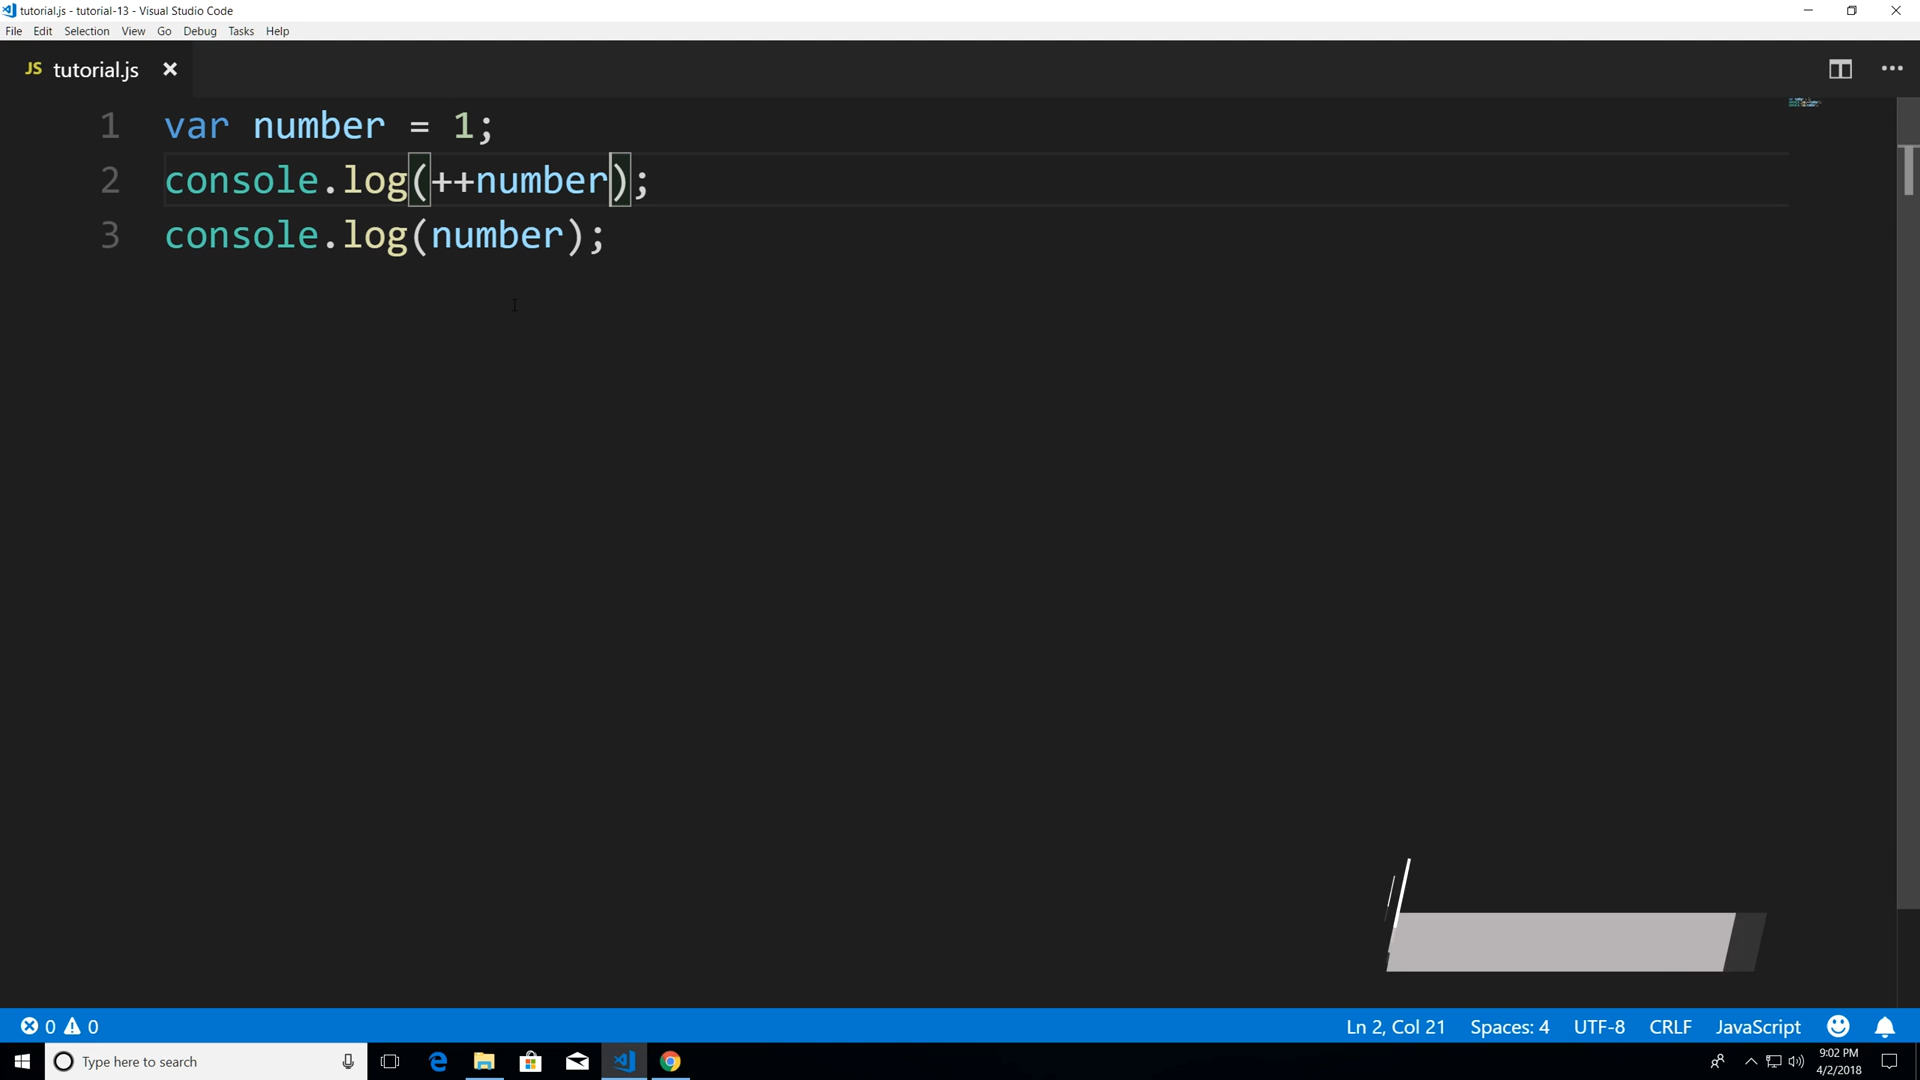 tutorial.js - tutorial-13 - Visual Studio Code
File Edit Selection View Go Debug Tasks Help
JS tutorial.js
1 var number = 1;
2 console.log(++number);
3 console.log(number);
0 0 Ln 2, Col 21 Spaces: 4 UTF-8 CRLF JavaScript
Type here to search
9:02 PM
4/2/2018